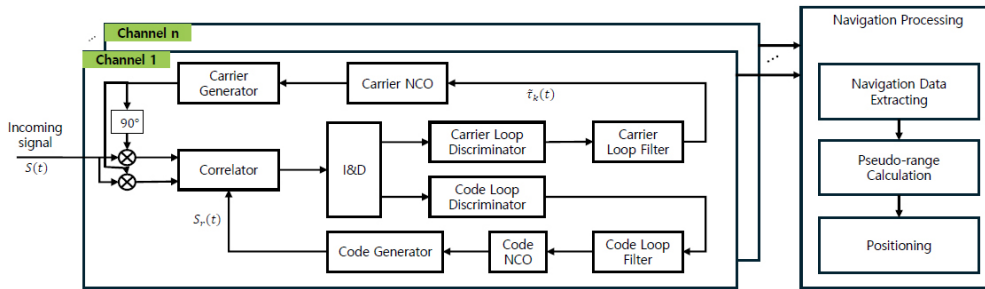 Channel n
Channel 1
Navigation Processing
Carrier
Generator
Carrier NCO
τ̃ₖ(t)
Navigation Data
Extracting
90°
Incoming
signal
S(t)
Correlator
I&D
Carrier Loop
Discriminator
Carrier
Loop Filter
Pseudo-range
Calculation
Code Loop
Discriminator
Sᵣ(t)
Code Generator
Code
NCO
Code Loop
Filter
Positioning